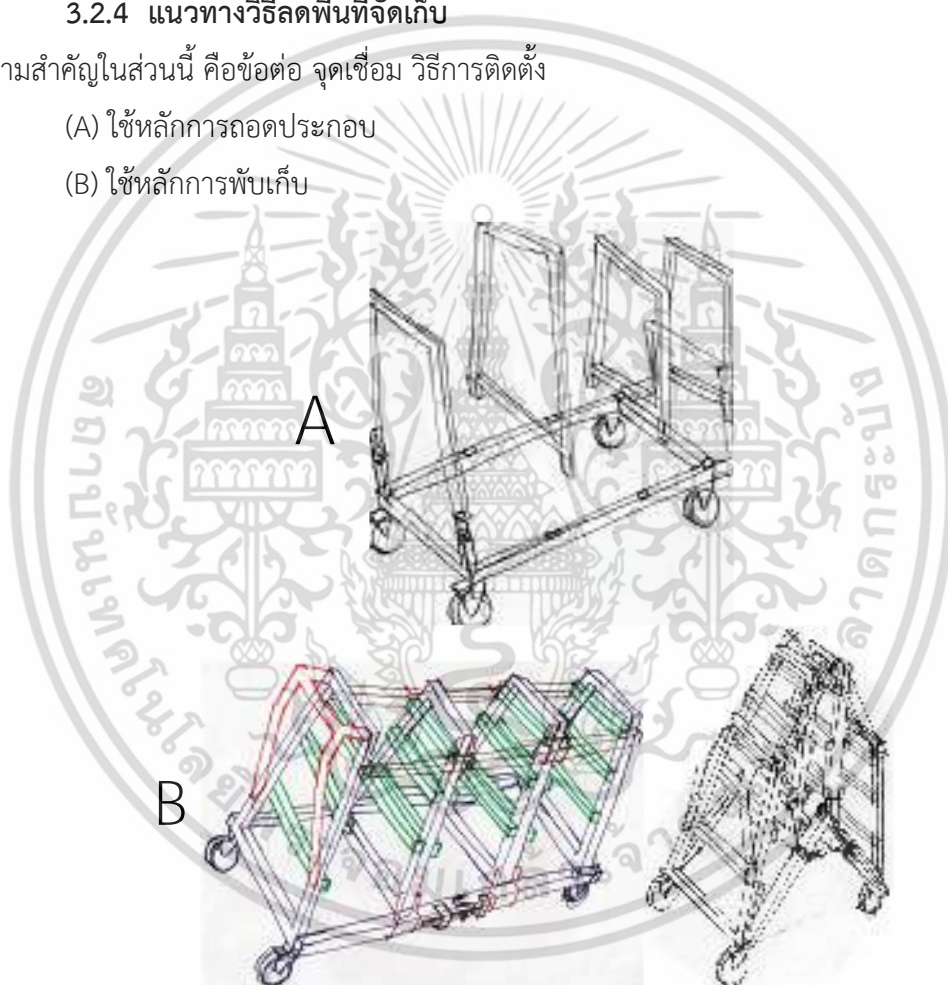 3.2.4 แนวทางวิธีลดพื้นที่จัดเก็บ
ามสำคัญในส่วนนี้ คือข้อต่อ จุดเชื่อม วิธีการติดตั้ง
(A) ใช้หลักการถอดประกอบ
(B) ใช้หลักการพับเก็บ
A
B